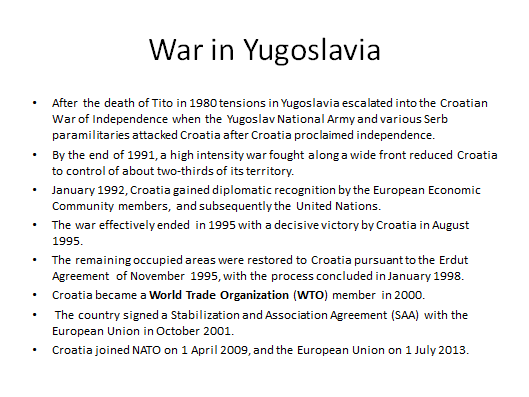 War in Yugoslavia
• After the death of Tito in 1980 tensions in Yugoslavia escalated into the Croatian
War of Independence when the Yugoslav National Army and various Serb
paramilitaries attacked Croatia after Croatia proclaimed independence.
• By the end of 1991, a high intensity war fought along a wide front reduced Croatia
to control of about two-thirds of its territory.
• January 1992, Croatia gained diplomatic recognition by the European Economic
Community members, and subsequently the United Nations.
• The war effectively ended in 1995 with a decisive victory by Croatia in August
1995.
• The remaining occupied areas were restored to Croatia pursuant to the Erdut
Agreement of November 1995, with the process concluded in January 1998.
• Croatia became a World Trade Organization (WTO) member in 2000.
• The country signed a Stabilization and Association Agreement (SAA) with the
European Union in October 2001.
• Croatia joined NATO on 1 April 2009, and the European Union on 1 July 2013.